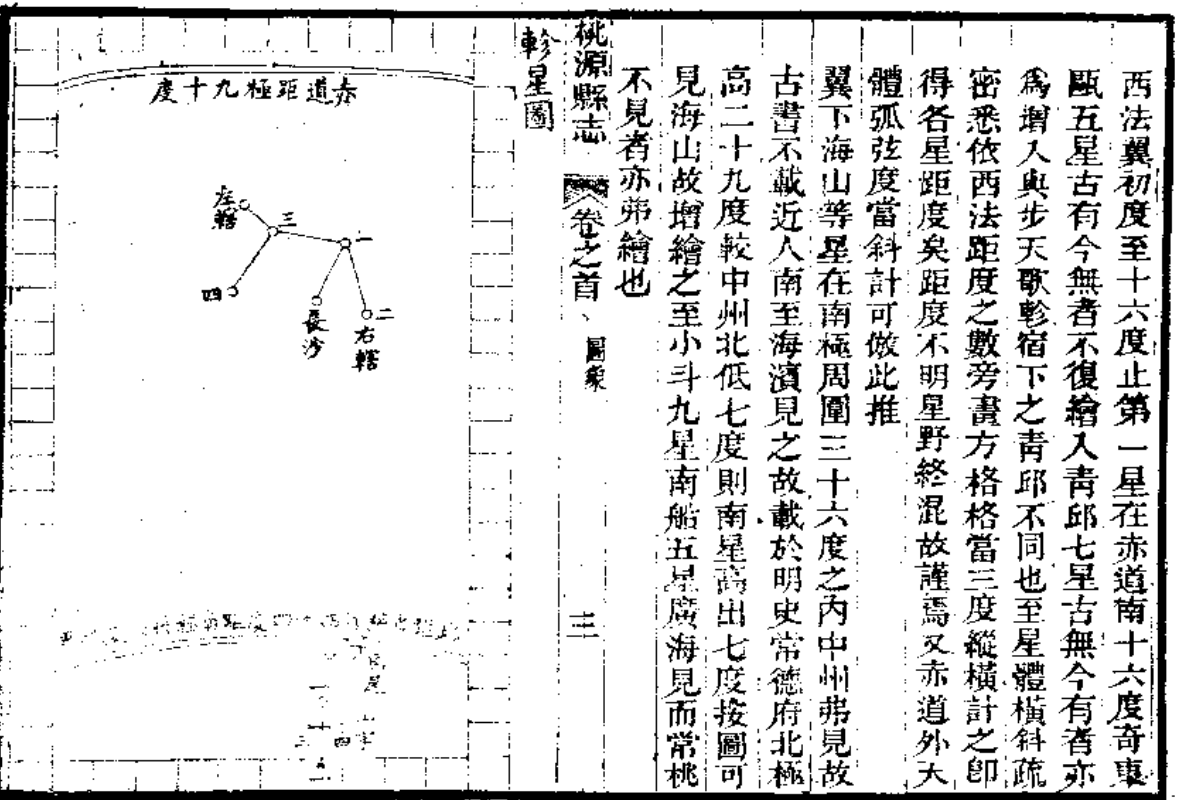 西法翼初度至十六度止第一星在赤道南十六度奇東
甌五星古有今無者不復繪入青邱七星古無今有者亦
為增入與步天歌軫宿下之青邱不同也至星體橫斜疏
密悉依西法距度之數旁畫方格格當三度縱橫計之卽
得各星距度矣距度不明星野終混故謹焉又赤道外大
體弧弦度當斜計可倣此推
翼下海山等星在南極周圍三十六度之內中州弗見故
古書不載近人南至海濱見之故載於明史常德府北極
高二十九度較中州北低七度則南星高出七度按圖可
見海山故增繪之至小斗九星南船五星廣海見而常桃
不見者亦弗繪也
桃源縣志 卷之首 圖象 三
軫星圖
赤道距極九十度
左轄
三
一
四
長沙
二
右轄